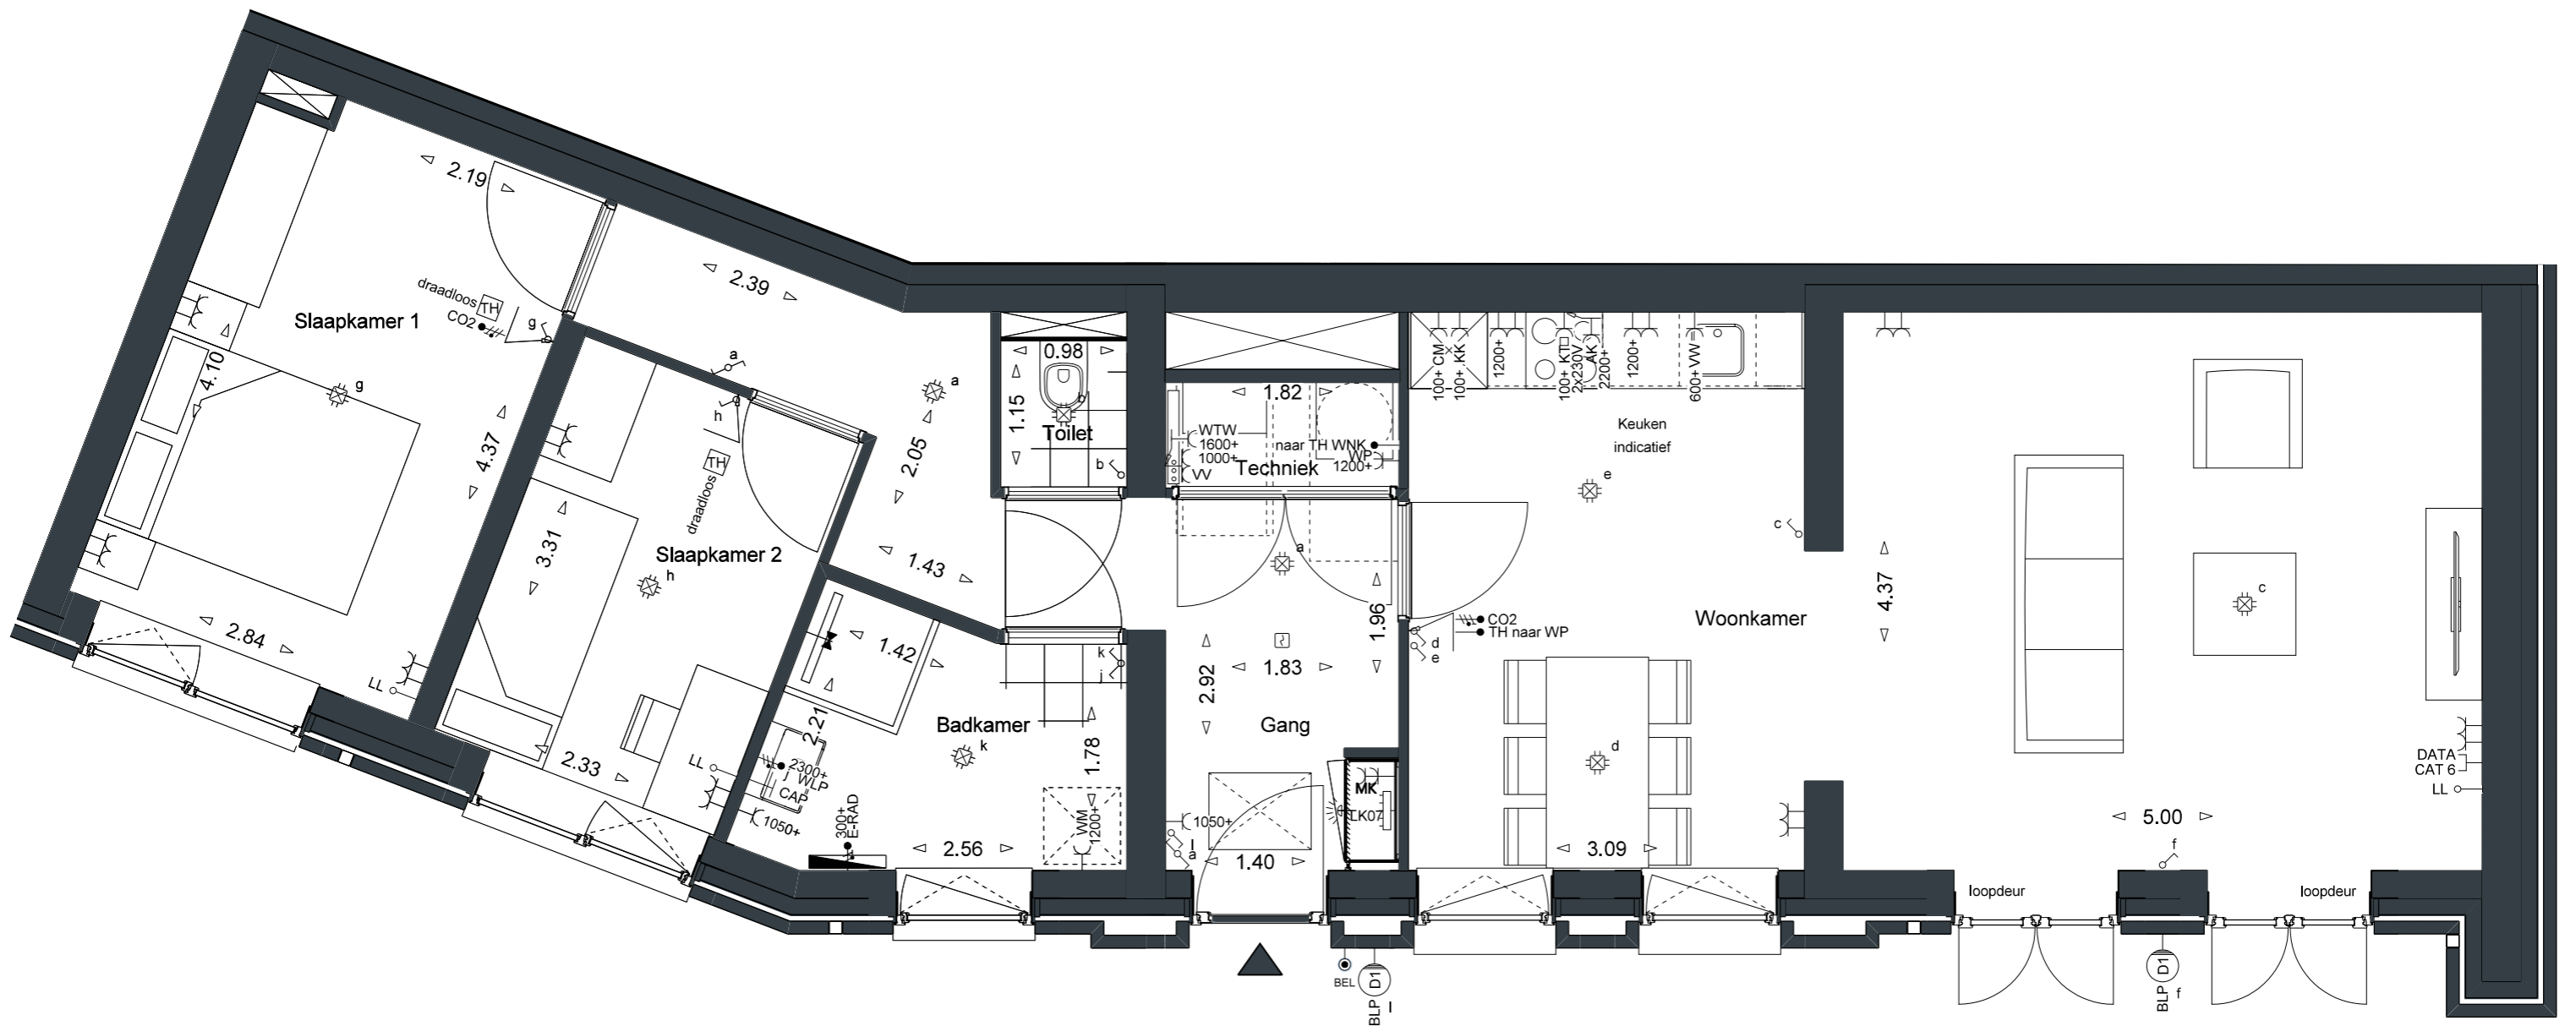 2.19
draadloos TH
CO2
g
Slaapkamer 1
4.10
g
4.37
2.84
LL
2.39
a
h
TH
draadloos
3.31
Slaapkamer 2
h
2.33
LL
a
2.05
1.43
0.98
1.15
b
Toilet
b
1.42
2.21
Badkamer
k
k
j
1.78
2300+
j WLP
CAP
1050+
300+
E-RAD
2.56
WM
1200+
1.82
WTW
1600+
1000+
VV
naar TH WNK
WP
1200+
Techniek
a
1.96
2.92
1.83
Gang
1050+
l
a
1.40
MK
LK07
BEL
D1
BLP l
100+ CM
100+ KK
1200+
100+ KT
2x230V
AK
2200+
1200+
600+ VW
Keuken
indicatief
e
c
CO2
TH naar WP
d
e
Woonkamer
d
3.09
4.37
c
DATA
CAT 6
LL
5.00
f
loopdeur
loopdeur
D1
BLP f